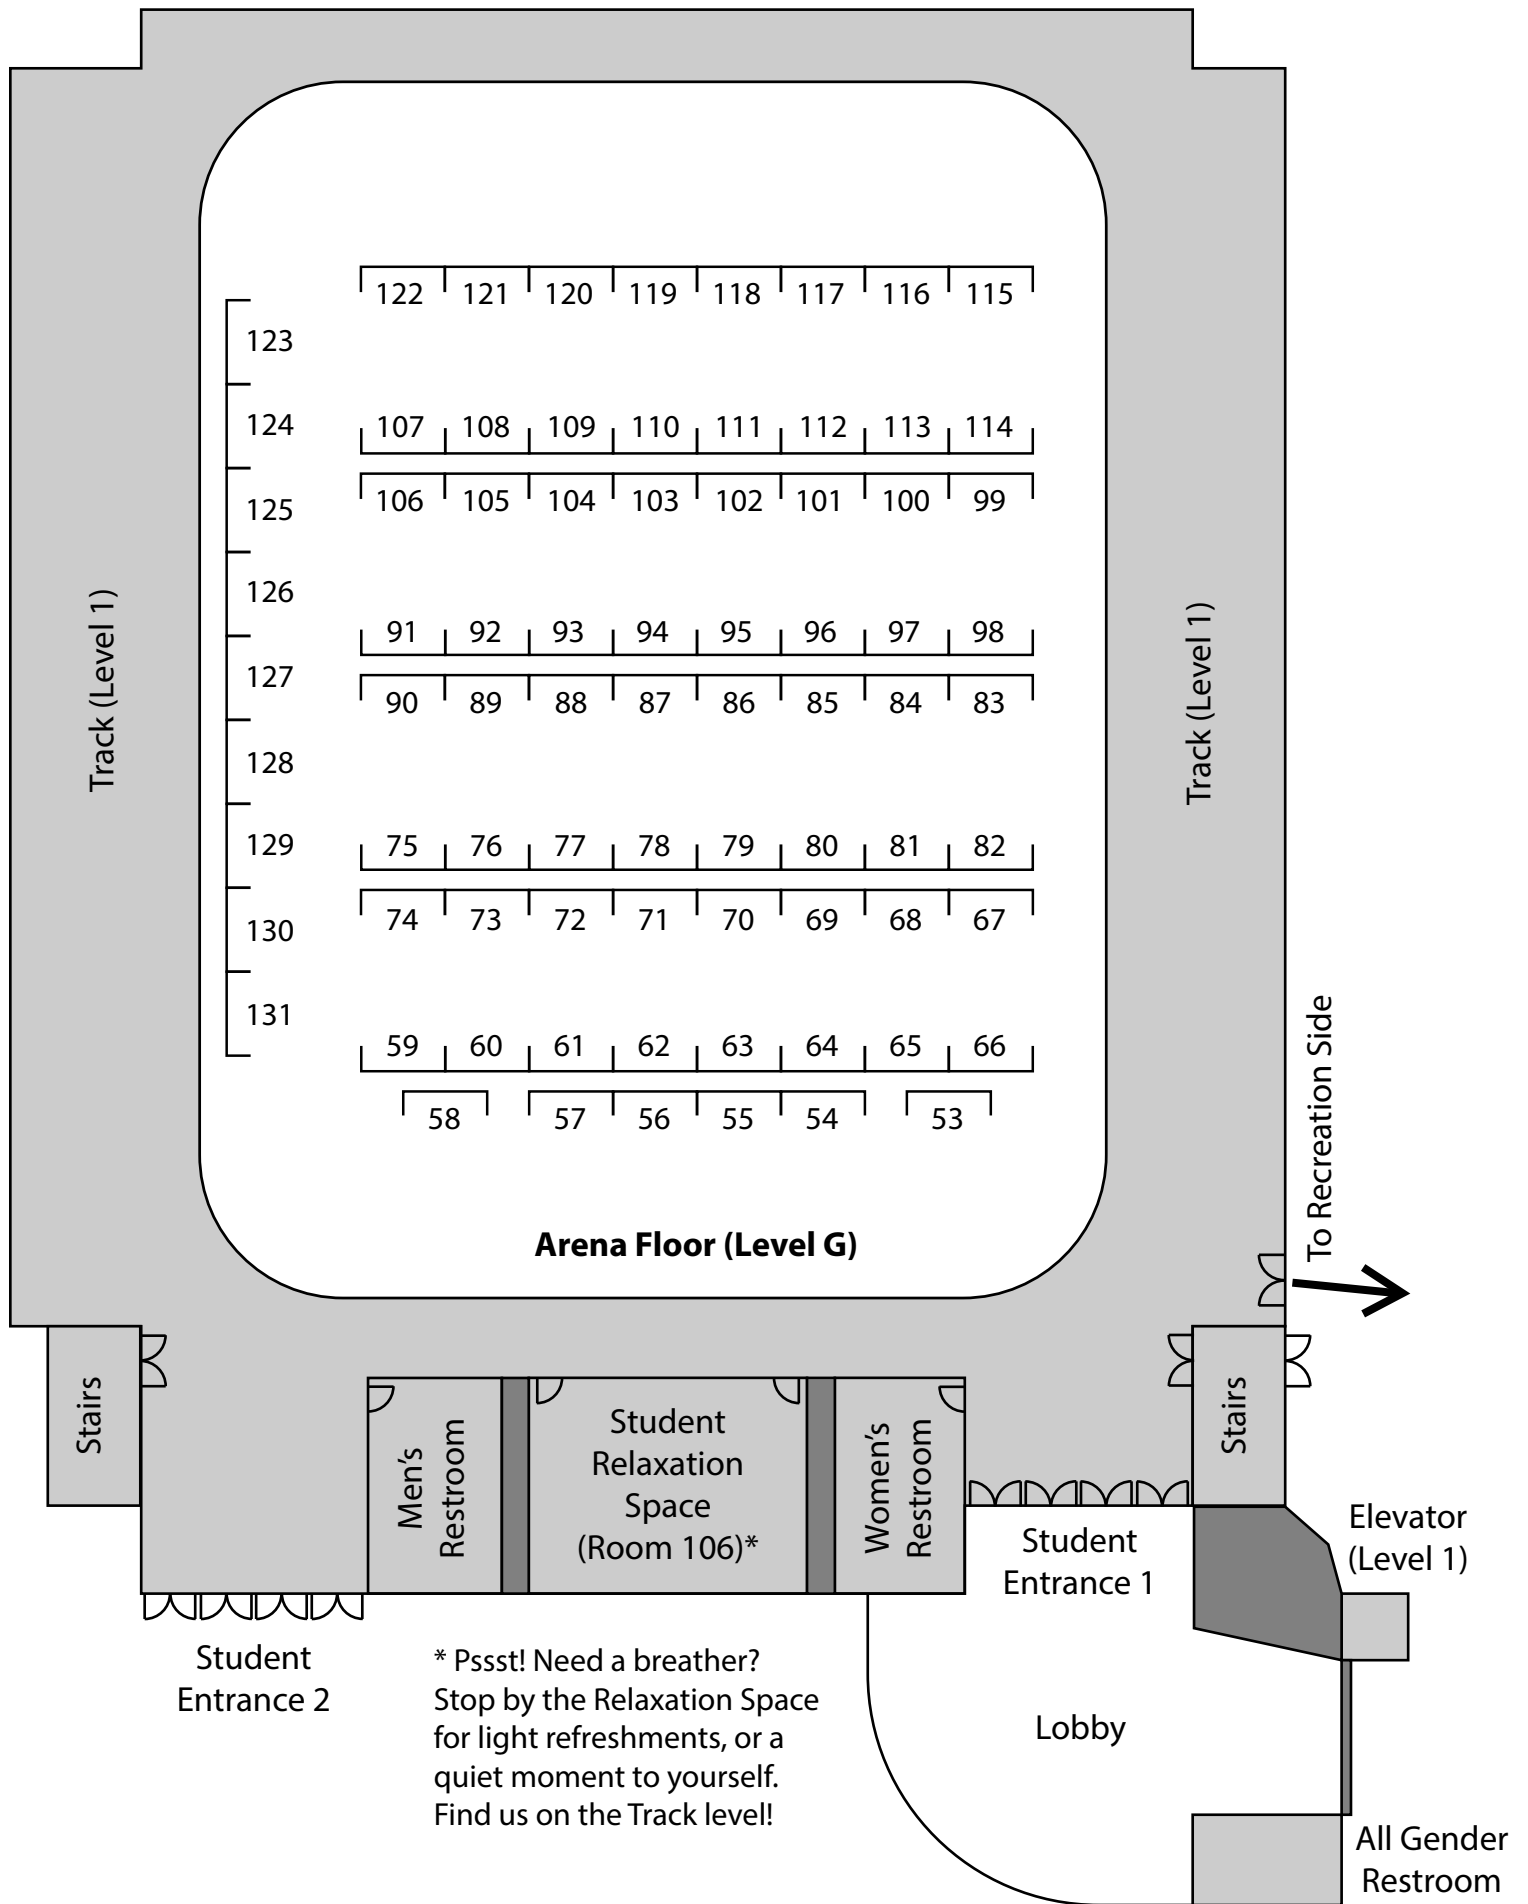 122 121 120 119 118 117 116 115
123
124
107 108 109 110 111 112 113 114
125
106 105 104 103 102 101 100 99
126
91 92 93 94 95 96 97 98
127
90 89 88 87 86 85 84 83
128
129
75 76 77 78 79 80 81 82
130
74 73 72 71 70 69 68 67
131
59 60 61 62 63 64 65 66
58 57 56 55 54 53
Track (Level 1)
Track (Level 1)
Arena Floor (Level G)
To Recreation Side
Stairs
Men's
Restroom
Student
Relaxation
Space
(Room 106)*
Women's
Restroom
Stairs
Student
Entrance 1
Elevator
(Level 1)
Student
Entrance 2
* Pssst! Need a breather?
Stop by the Relaxation Space
for light refreshments, or a
quiet moment to yourself.
Find us on the Track level!
Lobby
All Gender
Restroom